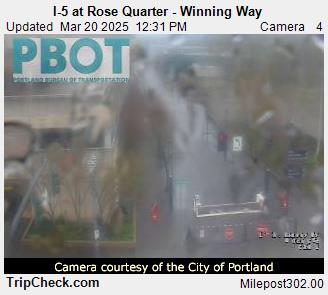 I-5 at Rose Quarter - Winning Way
Updated Mar 20 2025 12:31 PM Camera 4
PBOT
PORTLAND BUREAU OF TRANSPORTATION
Camera courtesy of the City of Portland
TripCheck.com Milepost302.00